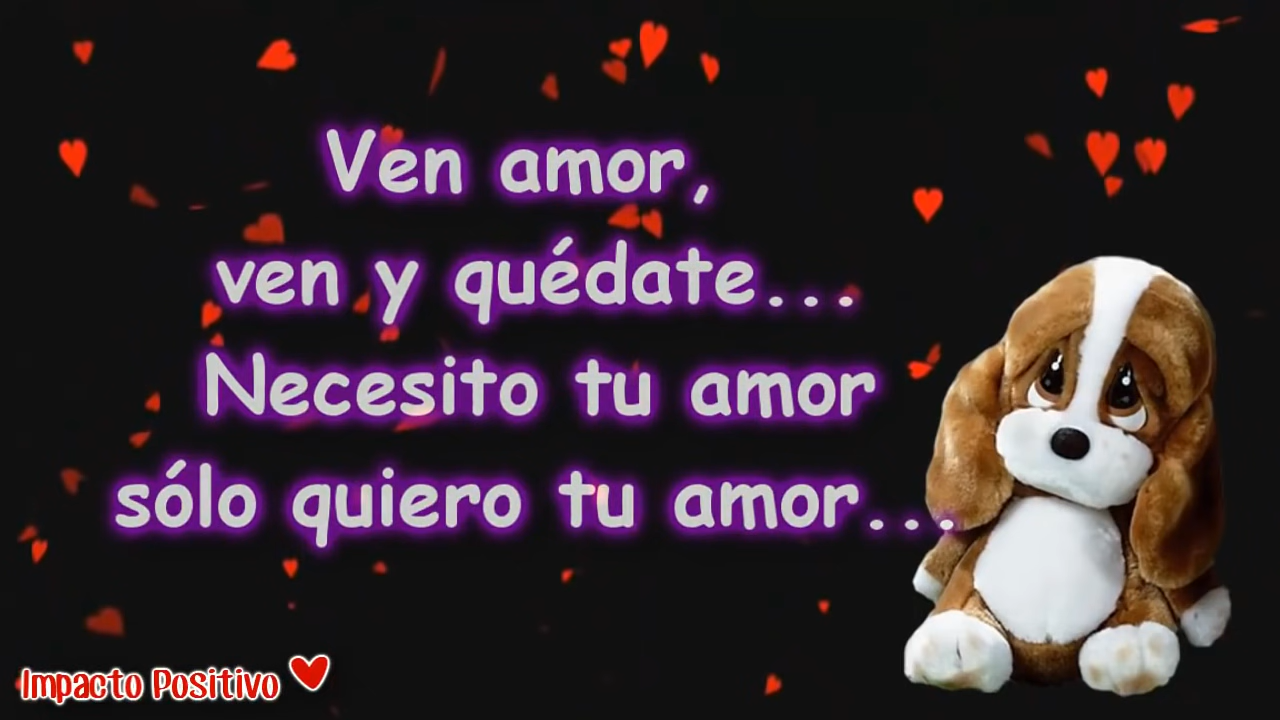 Ven amor,
ven y quédate...
Necesito tu amor
sólo quiero tu amor...
Impacto Positivo